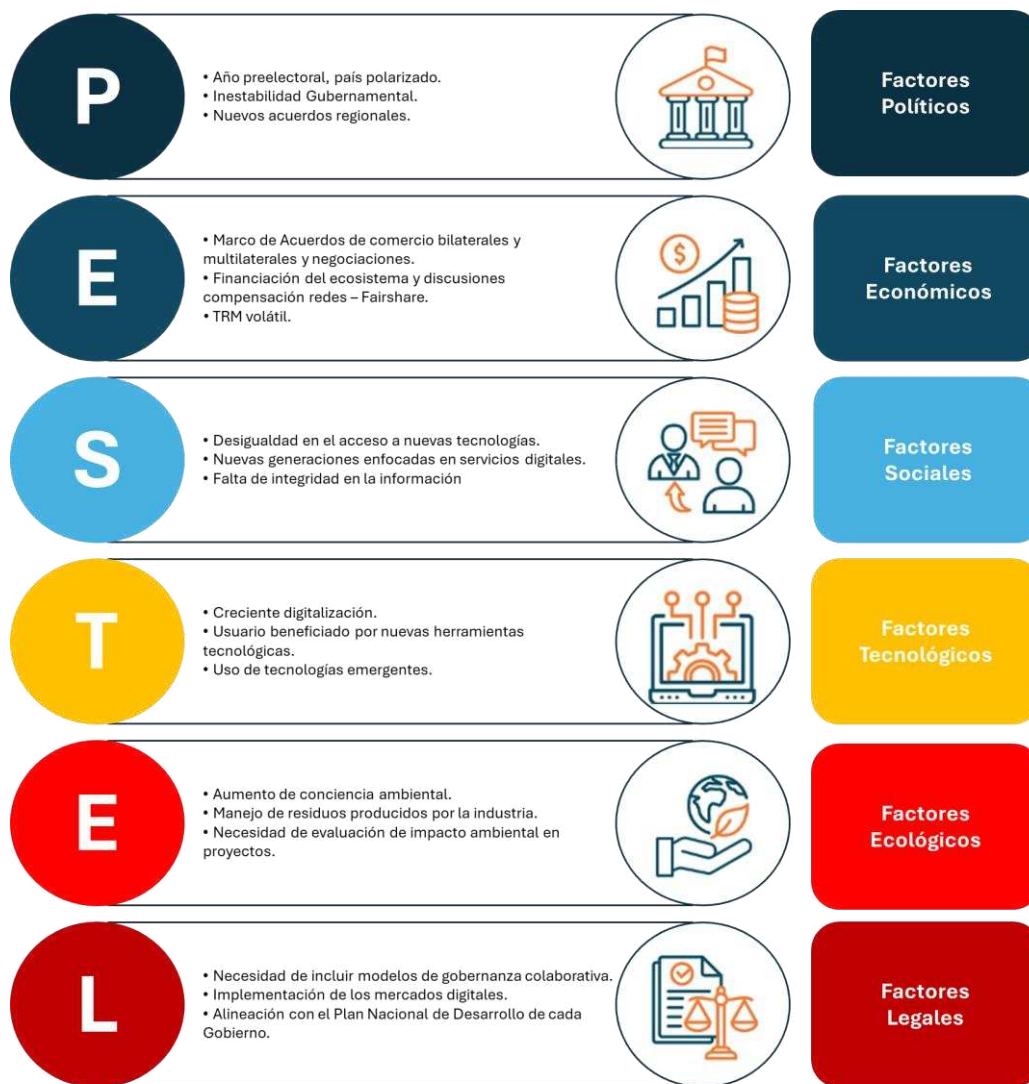 P
• Año preelectoral, país polarizado.
• Inestabilidad Gubernamental.
• Nuevos acuerdos regionales.
Factores
Políticos
E
• Marco de Acuerdos de comercio bilaterales y
multilaterales y negociaciones.
• Financiación del ecosistema y discusiones
compensación redes – Fairshare.
• TRM volátil.
$
Factores
Económicos
S
• Desigualdad en el acceso a nuevas tecnologías.
• Nuevas generaciones enfocadas en servicios digitales.
• Falta de integridad en la información
Factores
Sociales
T
• Creciente digitalización.
• Usuario beneficiado por nuevas herramientas
tecnológicas.
• Uso de tecnologías emergentes.
Factores
Tecnológicos
E
• Aumento de conciencia ambiental.
• Manejo de residuos producidos por la industria.
• Necesidad de evaluación de impacto ambiental en
proyectos.
Factores
Ecológicos
L
• Necesidad de incluir modelos de gobernanza colaborativa.
• Implementación de los mercados digitales.
• Alineación con el Plan Nacional de Desarrollo de cada
Gobierno.
Factores
Legales